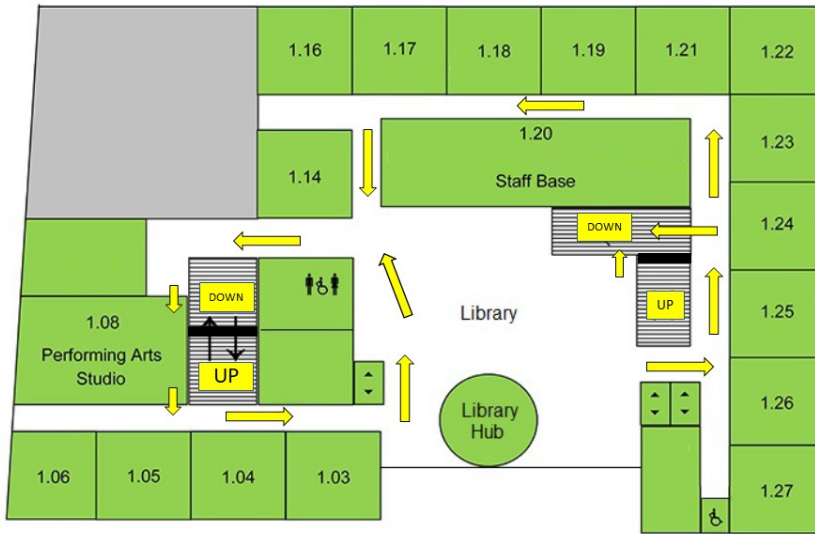 1.16
1.17
1.18
1.19
1.21
1.22
1.20
Staff Base
1.23
1.14
1.24
DOWN
DOWN
UP
1.25
Library
1.08
Performing Arts
Studio
UP
1.26
Library
Hub
1.06
1.05
1.04
1.03
1.27